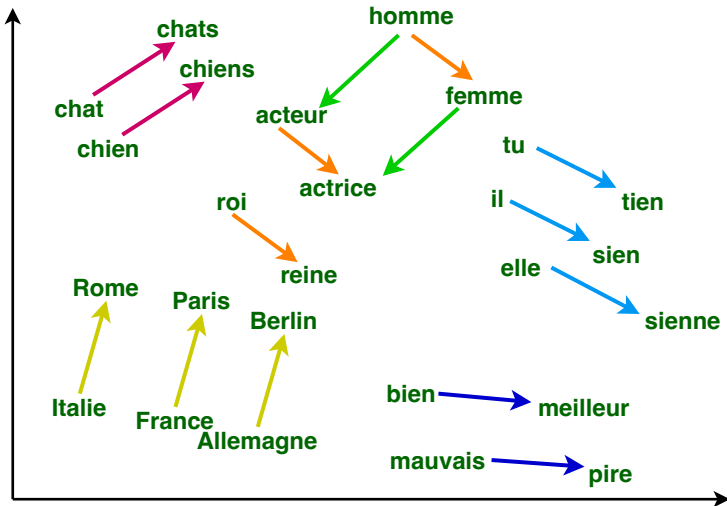 homme
chats
chiens
femme
chat
acteur
chien
tu
actrice
roi
il
tien
sien
elle
reine
Rome
Paris
Berlin
sienne
bien
Italie
meilleur
France
Allemagne
mauvais
pire